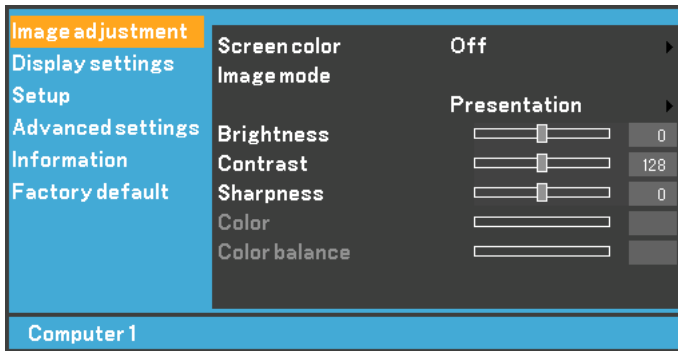 Image adjustment
Display settings
Setup
Advanced settings
Information
Factory default
Screen color Off
Image mode
Presentation
Brightness 0
Contrast 128
Sharpness 0
Color
Color balance
Computer 1